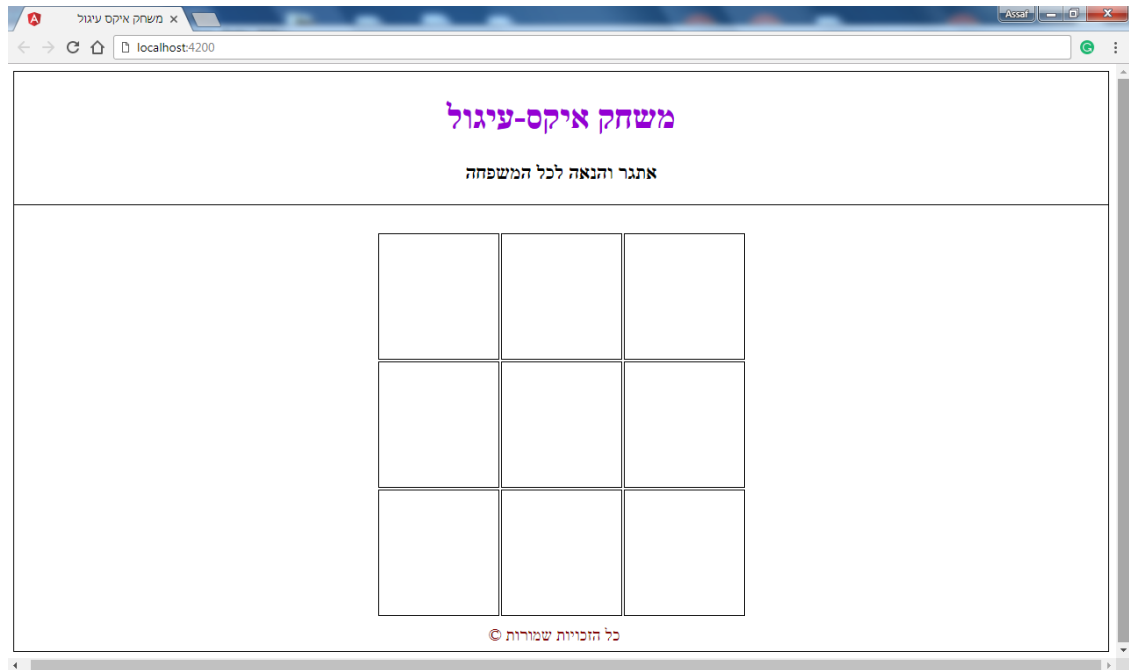 משחק איקס עיגול
Assaf
localhost:4200
משחק איקס-עיגול
אתגר והנאה לכל המשפחה
כל הזכויות שמורות ©